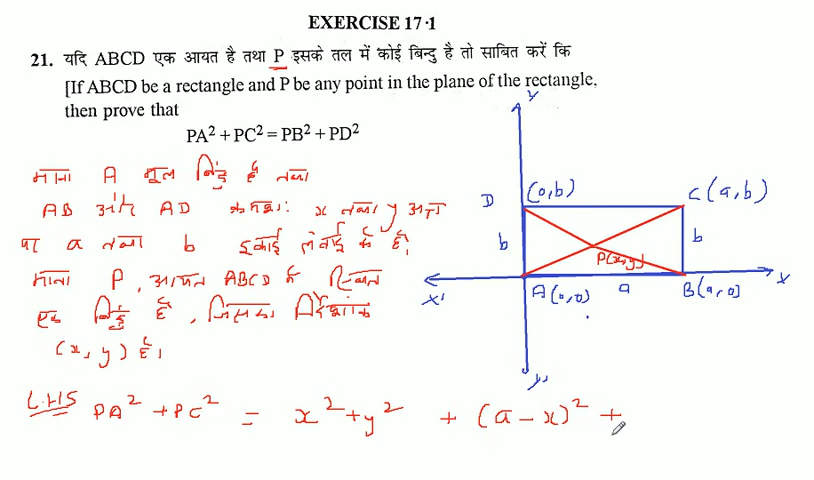 EXERCISE 17·1
21. यदि ABCD एक आयत है तथा P इसके तल में कोई बिन्दु है तो साबित करें कि
[If ABCD be a rectangle and P be any point in the plane of the rectangle,
then prove that
PA² + PC² = PB² + PD²
माना A मूल बिंदु है तथा
AB और AD क्रमशः x तथा y अक्ष
पर a तथा b इकाई लंबाई के हैं।
माना P, आयत ABCD में स्थित
एक बिंदु है, जिसका निर्देशांक
(x, y) है।
L.H.S PA² + PC² = x² + y² + (a – x)² +
Y
D (0,b) C (a,b)
b b
P(x,y)
X' A (0,0) a B(a,0) X
Y'